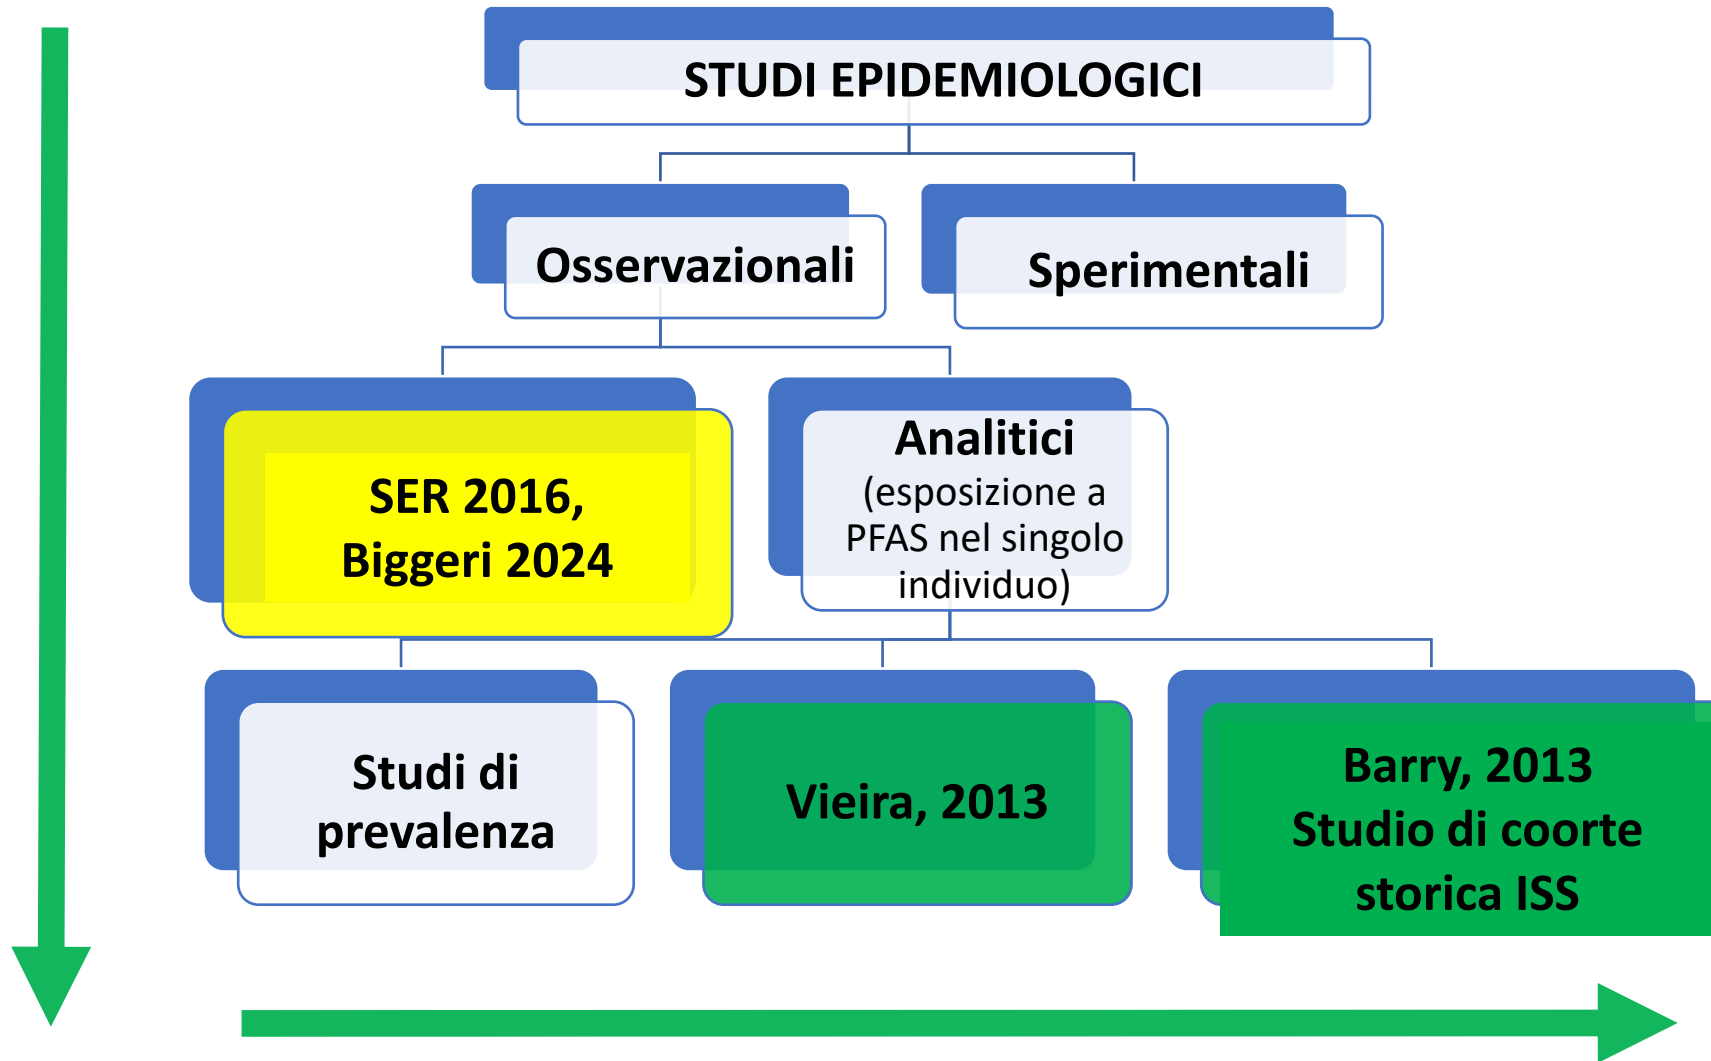 STUDI EPIDEMIOLOGICI
Osservazionali
Sperimentali
SER 2016,
Biggeri 2024
Analitici
(esposizione a
PFAS nel singolo
individuo)
Studi di
prevalenza
Vieira, 2013
Barry, 2013
Studio di coorte
storica ISS